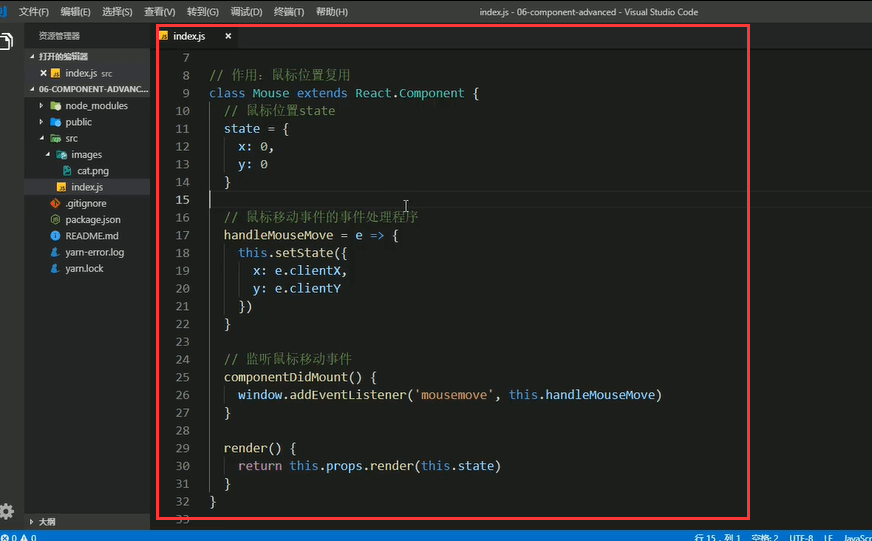 文件(F) 编辑(E) 选择(S) 查看(V) 转到(G) 调试(D) 终端(T) 帮助(H) index.js - 06-component-advanced - Visual Studio Code
资源管理器
打开的编辑器
index.js src
06-COMPONENT-ADVANC...
node_modules
public
src
images
cat.png
index.js
.gitignore
package.json
README.md
yarn-error.log
yarn.lock
大纲
index.js
7
8 // 作用：鼠标位置复用
9 class Mouse extends React.Component {
10 // 鼠标位置state
11 state = {
12 x: 0,
13 y: 0
14 }
15
16 // 鼠标移动事件的事件处理程序
17 handleMouseMove = e => {
18 this.setState({
19 x: e.clientX,
20 y: e.clientY
21 })
22 }
23
24 // 监听鼠标移动事件
25 componentDidMount() {
26 window.addEventListener('mousemove', this.handleMouseMove)
27 }
28
29 render() {
30 return this.props.render(this.state)
31 }
32 }
33
0 0 行 15，列 1 空格: 2 UTF-8 LF JavaScr